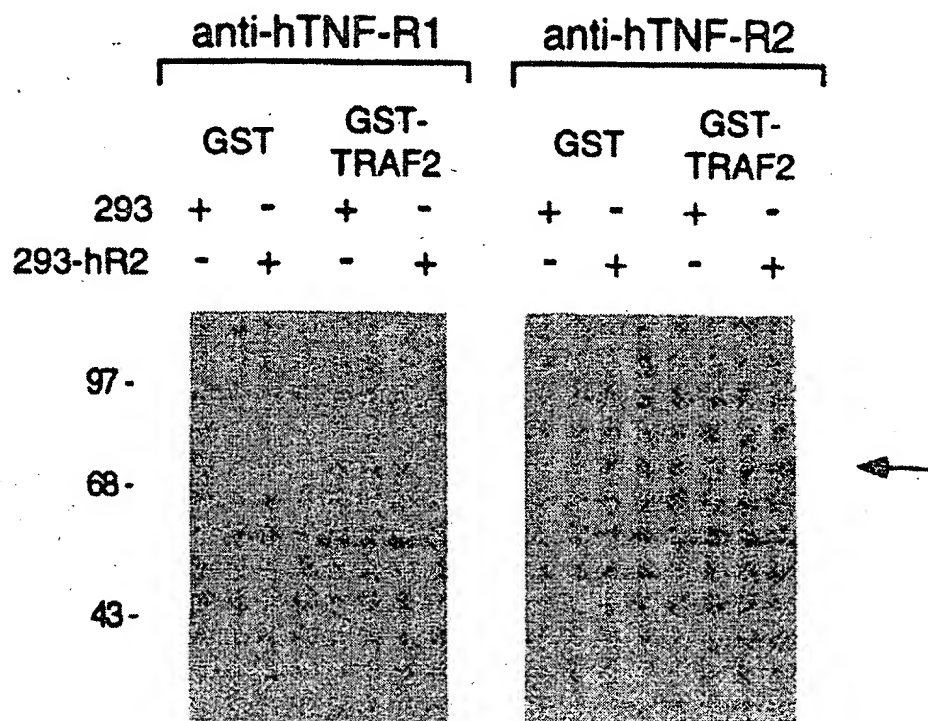 anti-hTNF-R1 anti-hTNF-R2
GST GST-TRAF2 GST GST-TRAF2
293 + - + - + - + -
293-hR2 - + - + - + - +
97 -
68 -
43 -